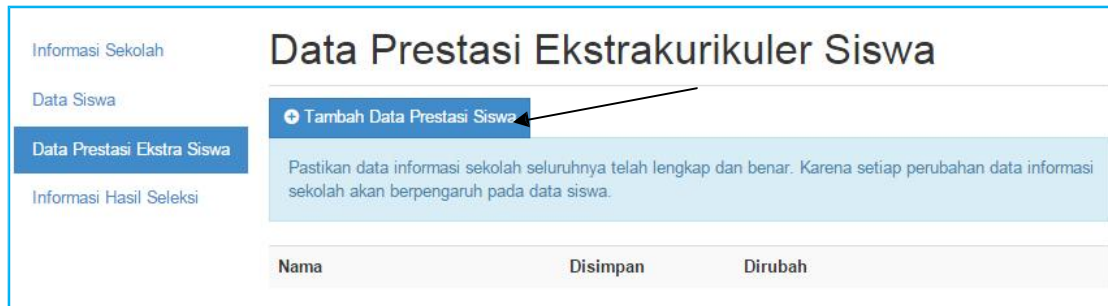 Informasi Sekolah
Data Siswa
Data Prestasi Ekstra Siswa
Informasi Hasil Seleksi
Data Prestasi Ekstrakurikuler Siswa
Tambah Data Prestasi Siswa
Pastikan data informasi sekolah seluruhnya telah lengkap dan benar. Karena setiap perubahan data informasi
sekolah akan berpengaruh pada data siswa.
Nama Disimpan Dirubah